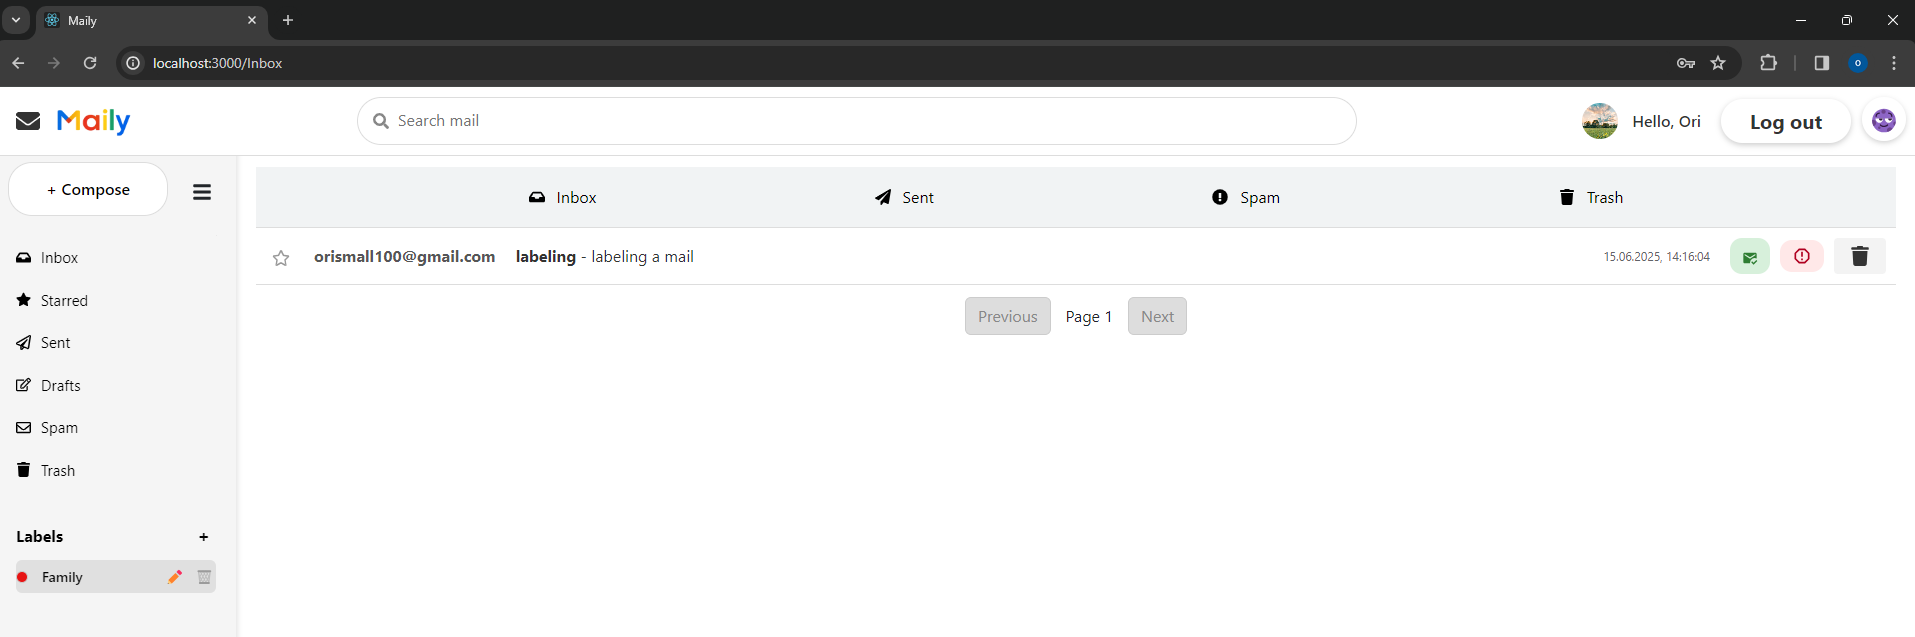 Maily
localhost:3000/Inbox
o
Maily
Search mail
Hello, Ori
Log out
+ Compose
Inbox
Sent
Spam
Trash
orismall100@gmail.com labeling - labeling a mail 15.06.2025, 14:16:04
Previous Page 1 Next
Inbox
Starred
Sent
Drafts
Spam
Trash
Labels +
Family